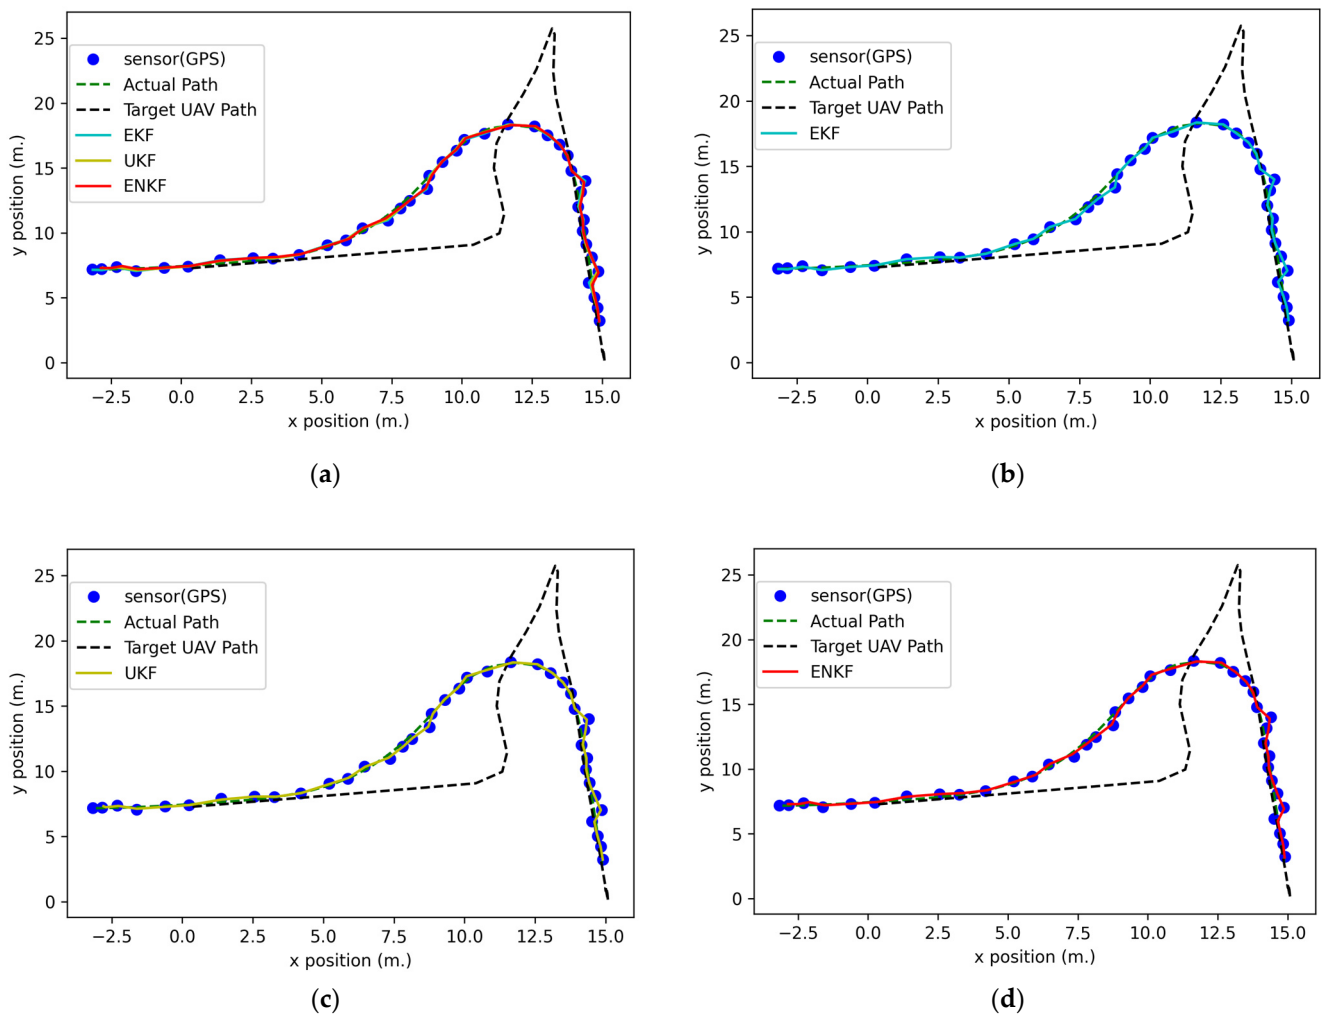 25
20
15
10
5
0
y position (m.)
sensor(GPS)
Actual Path
Target UAV Path
EKF
UKF
ENKF
−2.5 0.0 2.5 5.0 7.5 10.0 12.5 15.0
x position (m.)
(a)
25
20
15
10
5
0
y position (m.)
sensor(GPS)
Actual Path
Target UAV Path
EKF
−2.5 0.0 2.5 5.0 7.5 10.0 12.5 15.0
x position (m.)
(b)
25
20
15
10
5
0
y position (m.)
sensor(GPS)
Actual Path
Target UAV Path
UKF
−2.5 0.0 2.5 5.0 7.5 10.0 12.5 15.0
x position (m.)
(c)
25
20
15
10
5
0
y position (m.)
sensor(GPS)
Actual Path
Target UAV Path
ENKF
−2.5 0.0 2.5 5.0 7.5 10.0 12.5 15.0
x position (m.)
(d)